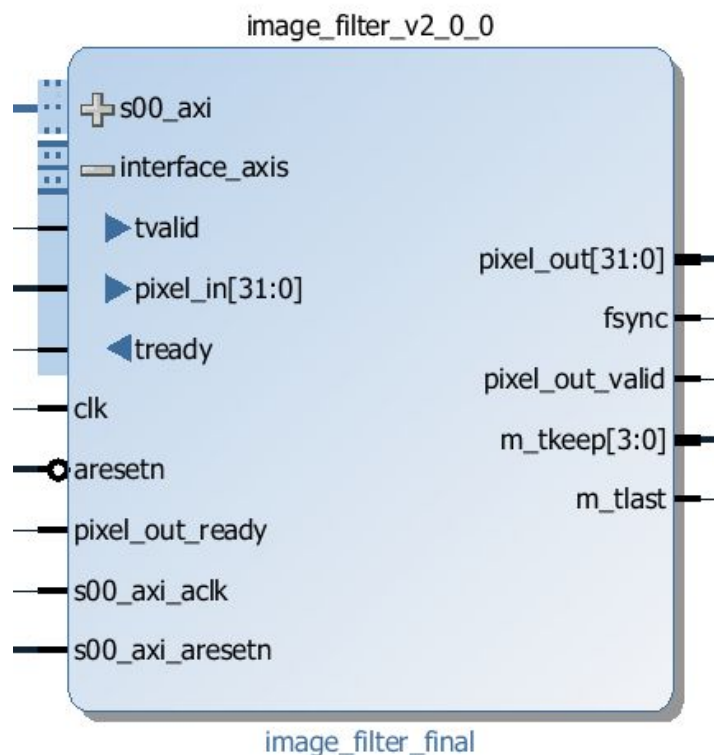 image_filter_v2_0_0
s00_axi
interface_axis
tvalid
pixel_in[31:0]
tready
clk
aresetn
pixel_out_ready
s00_axi_aclk
s00_axi_aresetn
pixel_out[31:0]
fsync
pixel_out_valid
m_tkeep[3:0]
m_tlast
image_filter_final